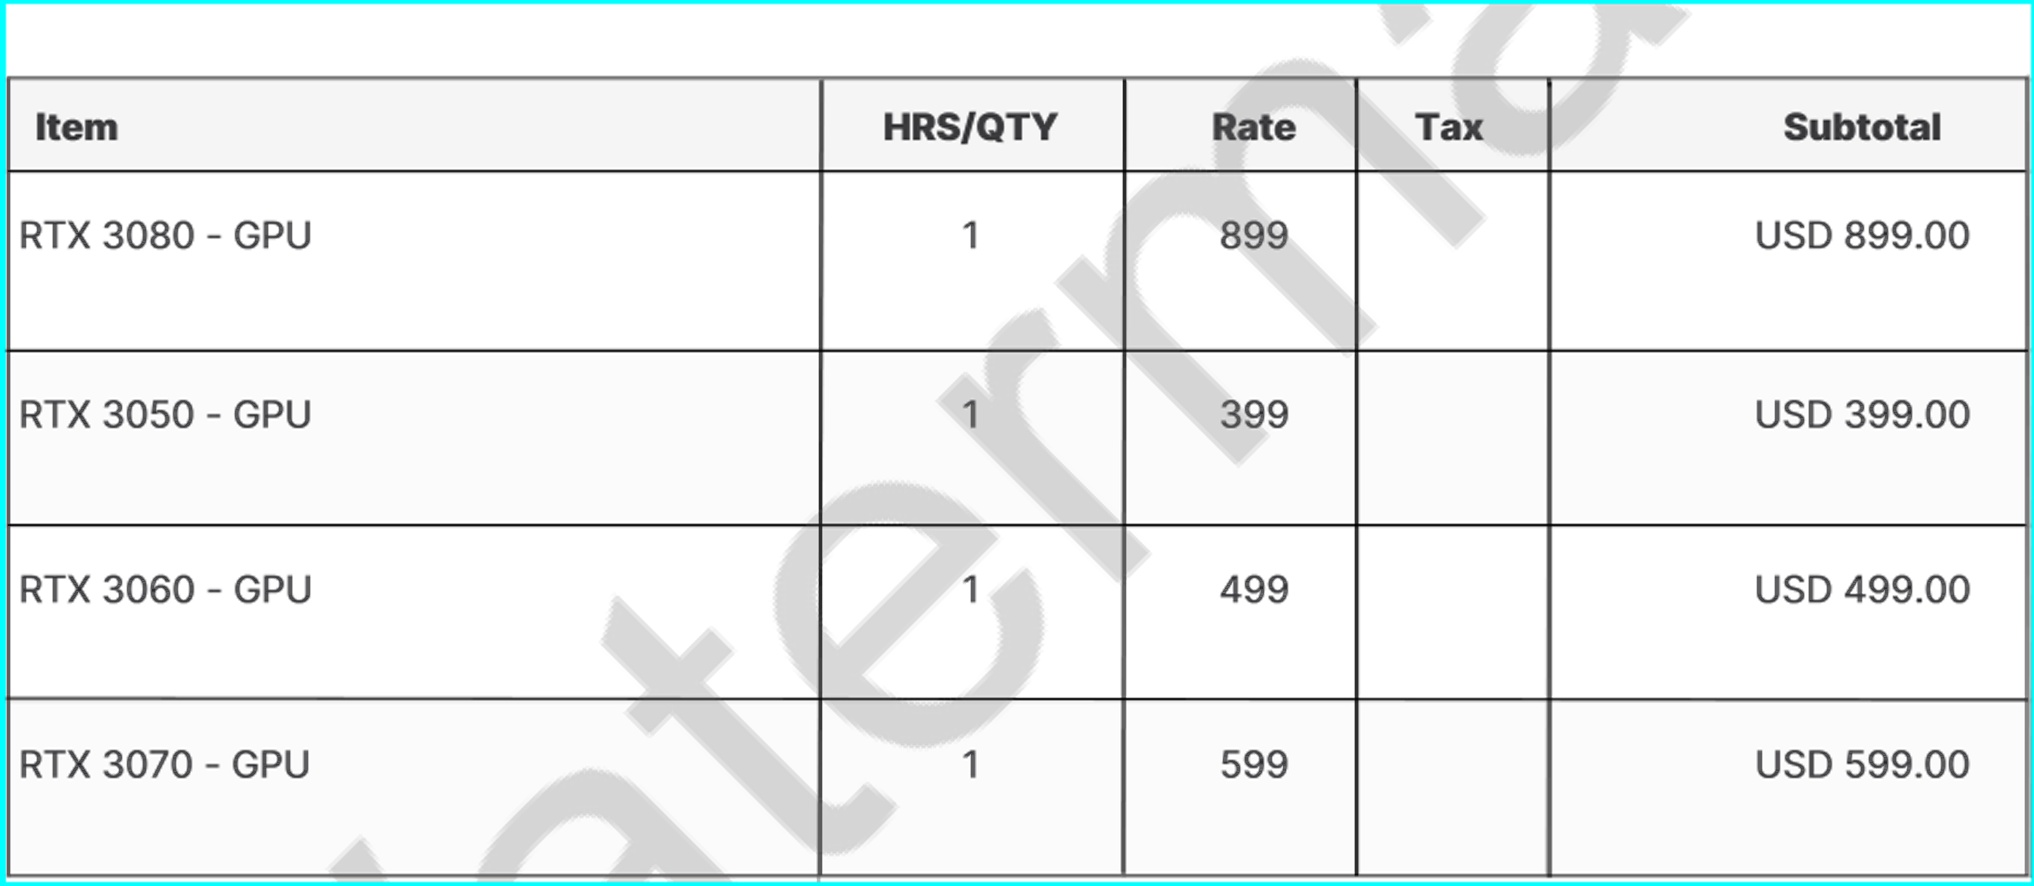 Item HRS/QTY Rate Tax Subtotal
RTX 3080 - GPU 1 899 USD 899.00
RTX 3050 - GPU 1 399 USD 399.00
RTX 3060 - GPU 1 499 USD 499.00
RTX 3070 - GPU 1 599 USD 599.00